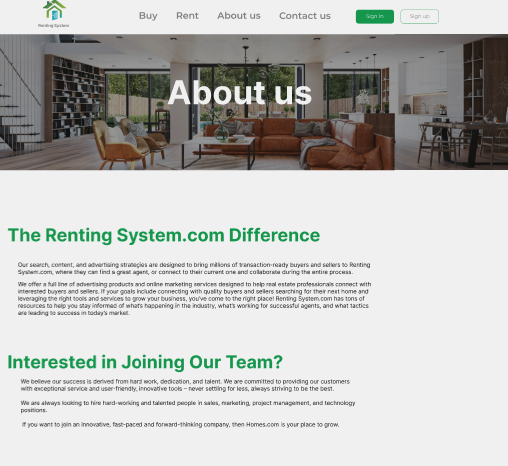 Buy Rent About us Contact us Sign in Sign up
Renting System
About us
The Renting System.com Difference
Our search, content, and advertising strategies are designed to bring millions of transaction-ready buyers and sellers to Renting
System.com, where they can find a great agent, or connect to their current one and collaborate during the entire process.
We offer a full line of advertising products and online marketing services designed to help real estate professionals connect with
interested buyers and sellers. If your goals include connecting with quality buyers and sellers searching for their next home and
leveraging the right tools and services to grow your business, you've come to the right place! Renting System.com has tons of
resources to help you stay informed of what's happening in the industry, what's working for successful agents, and what tactics
are leading to success in today's market.
Interested in Joining Our Team?
We believe our success is derived from hard work, dedication, and talent. We are committed to providing our customers
with exceptional service and user-friendly, innovative tools – never settling for less, always striving to be the best.
We are always looking to hire hard-working and talented people in sales, marketing, project management, and technology
positions.
If you want to join an innovative, fast-paced and forward-thinking company, then Homes.com is your place to grow.